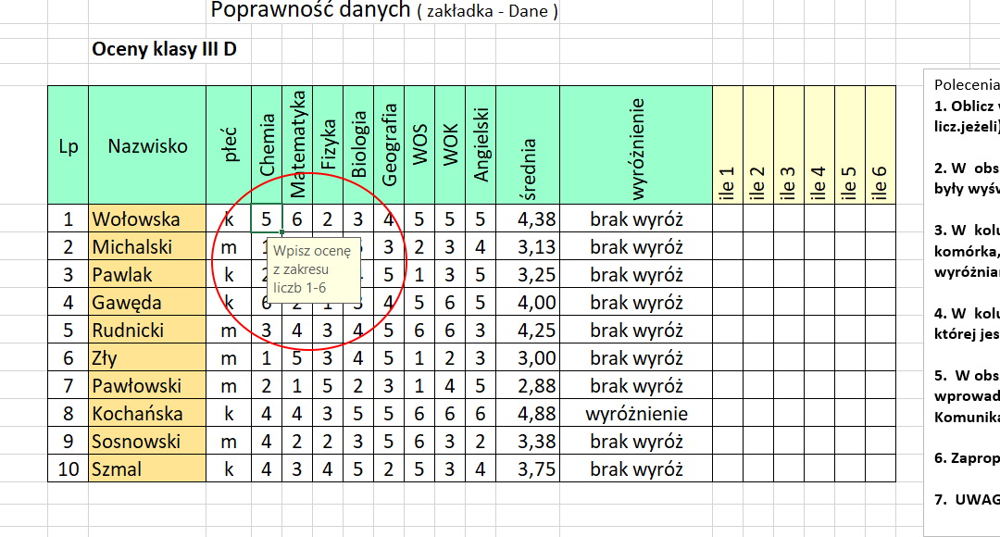 Poprawność danych ( zakładka - Dane )
Oceny klasy III D
Lp Nazwisko płeć Chemia Matematyka Fizyka Biologia Geografia WOS WOK Angielski średnia wyróżnienie ile 1 ile 2 ile 3 ile 4 ile 5 ile 6
1 Wołowska k 5 6 2 3 4 5 5 5 4,38 brak wyróż
2 Michalski m 3 2 3 4 3,13 brak wyróż
3 Pawlak k 5 1 3 5 3,25 brak wyróż
4 Gawęda k 6 2 1 3 4 5 6 5 4,00 brak wyróż
5 Rudnicki m 3 4 3 4 5 6 6 3 4,25 brak wyróż
6 Zły m 1 5 3 4 5 1 2 3 3,00 brak wyróż
7 Pawłowski m 2 1 5 2 3 1 4 5 2,88 brak wyróż
8 Kochańska k 4 4 3 5 5 6 6 6 4,88 wyróżnienie
9 Sosnowski m 4 2 2 3 5 6 3 2 3,38 brak wyróż
10 Szmal k 4 3 4 5 2 5 3 4 3,75 brak wyróż
Wpisz ocenę
z zakresu
liczb 1-6
Polecenia
1. Oblicz
licz.jeżeli)
2. W obs
były wyśw
3. W kolu
komórka,
wyróżnian
4. W kolu
której jes
5. W obs
wprowad
Komunika
6. Zaprop
7. UWAG